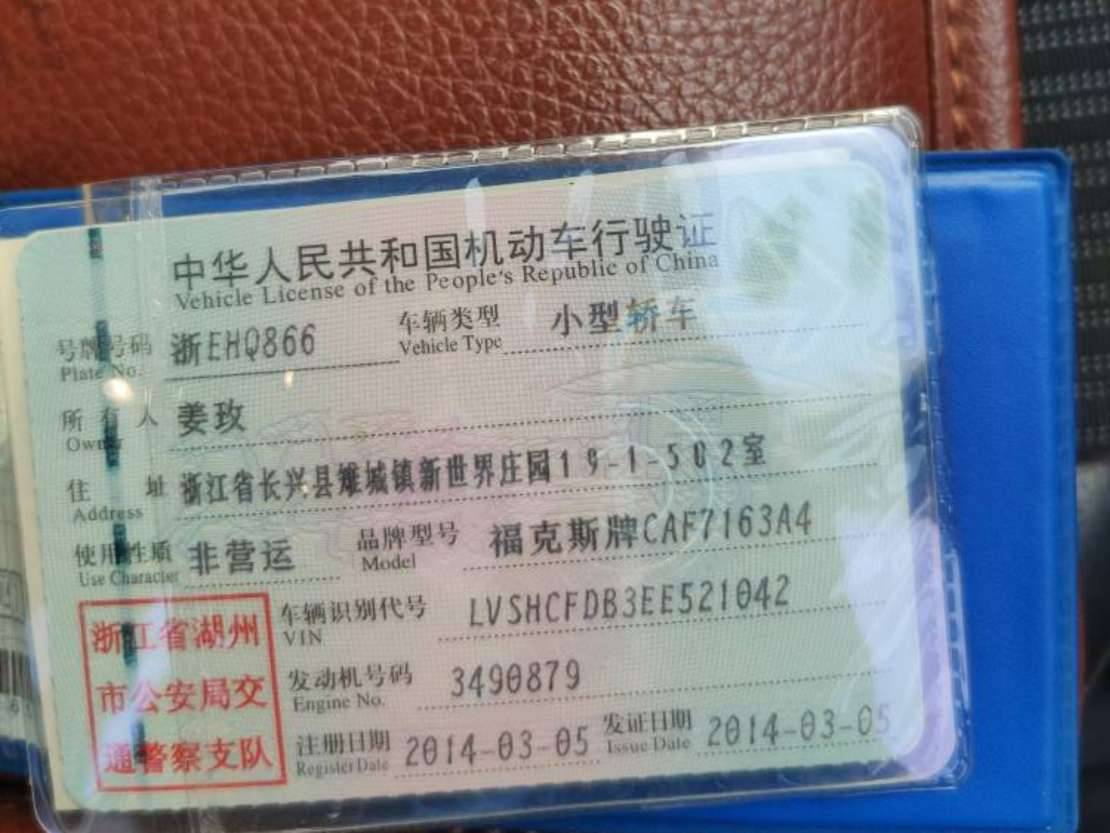 中华人民共和国机动车行驶证
Vehicle License of the People's Republic of China
号牌号码 浙EHQ866 车辆类型 小型轿车
Plate No. Vehicle Type
所有人 姜玫
Owner
住址 浙江省长兴县雉城镇新世界庄园19-1-502室
Address
使用性质 非营运 品牌型号 福克斯牌CAF7163A4
Use Character Model
车辆识别代号 LVSHCFDB3EE521042
VIN
发动机号码 3490879
Engine No.
注册日期 2014-03-05 发证日期 2014-03-05
Register Date Issue Date
浙江省湖州
市公安局交
通警察支队